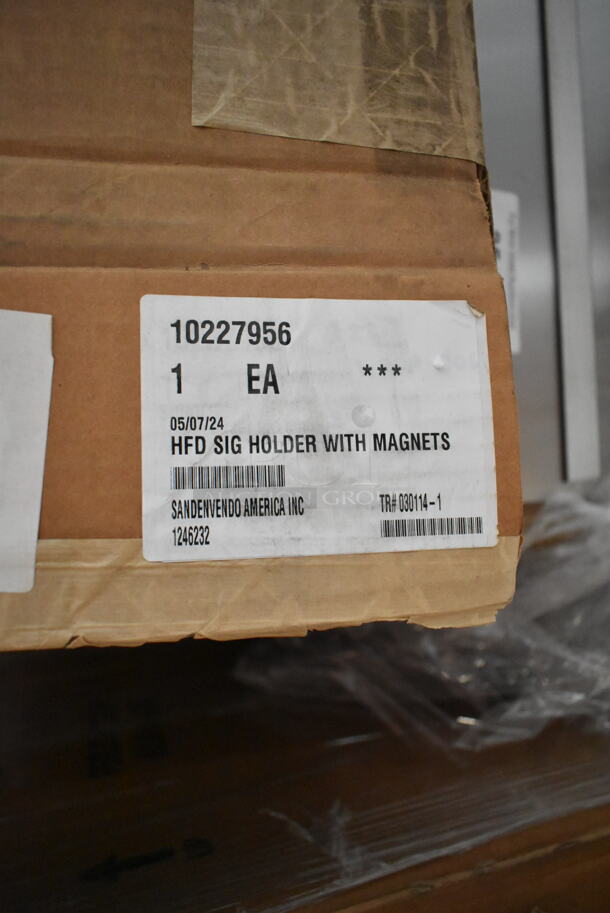 10227956
1 EA ***
05/07/24
HFD SIG HOLDER WITH MAGNETS
SANDENVENDO AMERICA INC TR# 030114-1
1246232